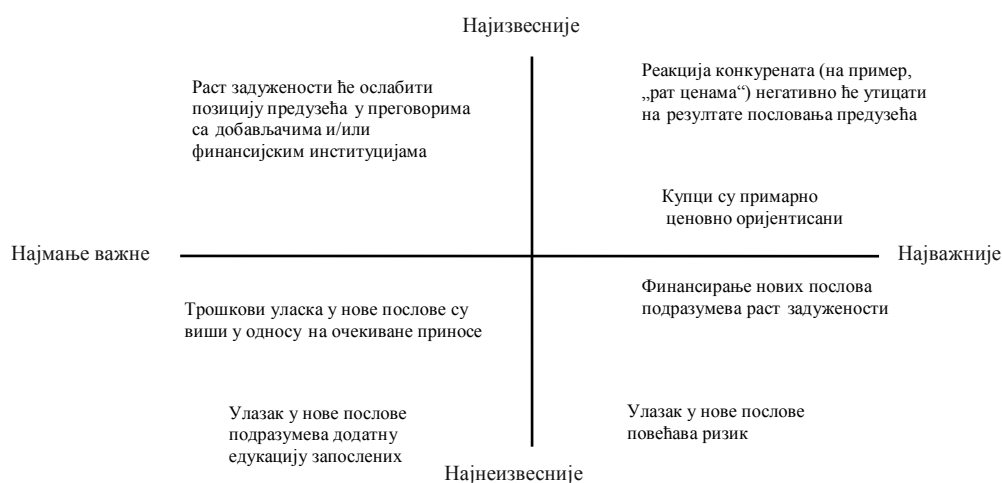 Најизвесније
Раст задужености ће ослабити
позицију предузећа у преговорима
са добављачима и/или
финансијским институцијама
Реакција конкурената (на пример,
„рат ценама“) негативно ће утицати
на резултате пословања предузећа
Купци су примарно
ценовно оријентисани
Најмање важне
Најважније
Трошкови уласка у нове послове су
виши у односу на очекиване приносе
Финансирање нових послова
подразумева раст задужености
Улазак у нове послове
подразумева додатну
едукацију запослених
Улазак у нове послове
повећава ризик
Најнеизвесније